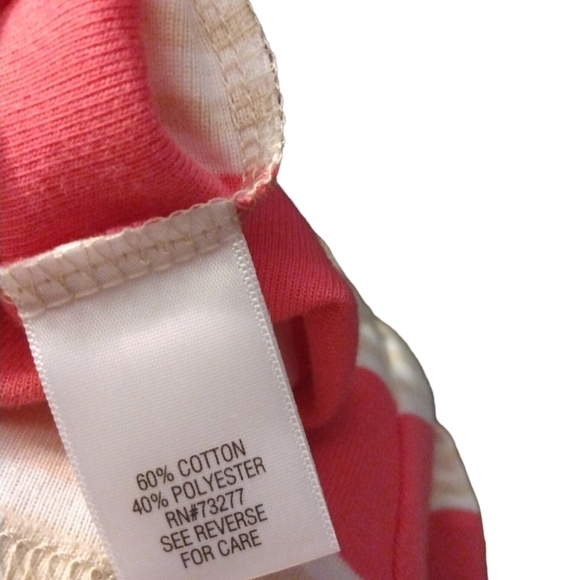 60% COTTON
40% POLYESTER
RN#73277
SEE REVERSE
FOR CARE